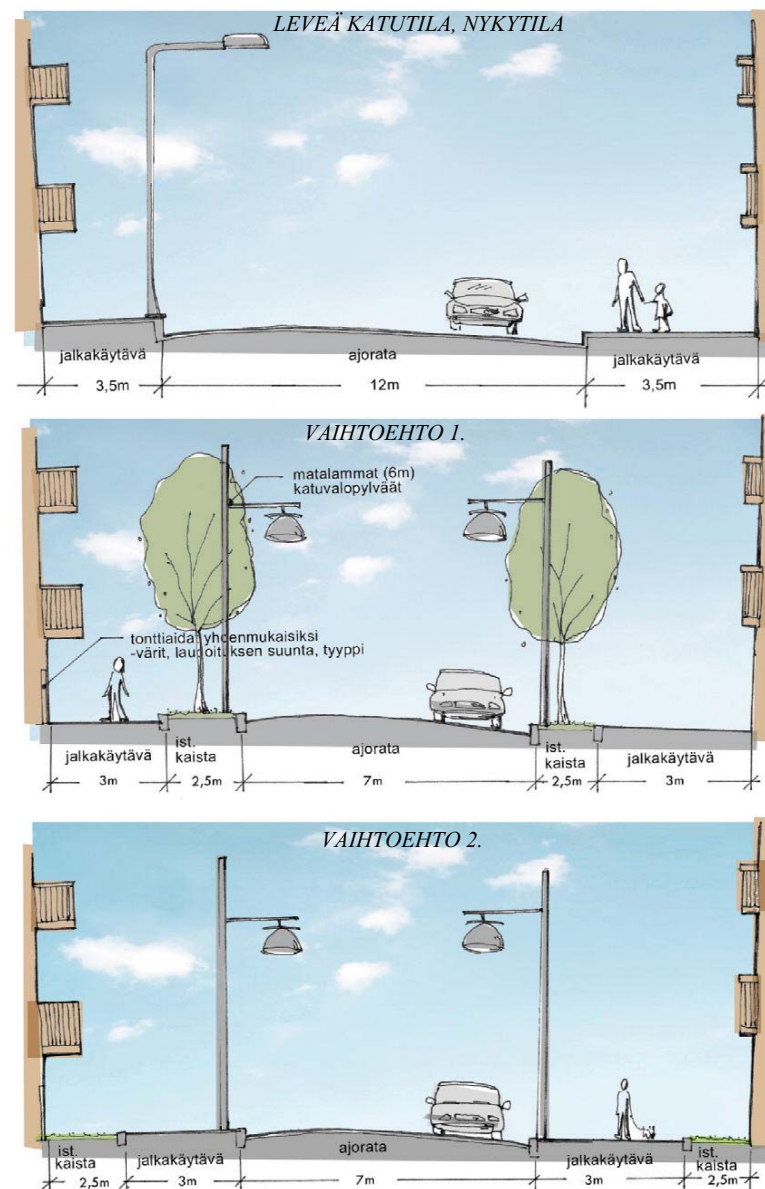 LEVEÄ KATUTILA, NYKYTILA
jalkakäytävä
ajorata
jalkakäytävä
3,5m
12m
3,5m
VAIHTOEHTO 1.
matalammat (6m)
katuvalopylväät
tonttiaidat yhdenmukaisiksi
-värit, laudoituksen suunta, tyyppi
jalkakäytävä
ist.
kaista
ajorata
ist.
kaista
jalkakäytävä
3m
2,5m
7m
2,5m
3m
VAIHTOEHTO 2.
ist.
kaista
jalkakäytävä
ajorata
jalkakäytävä
ist.
kaista
2,5m
3m
7m
3m
2,5m